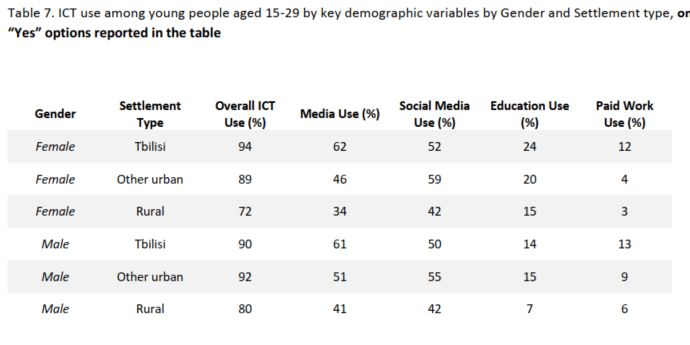 Table 7. ICT use among young people aged 15-29 by key demographic variables by Gender and Settlement type,
“Yes” options reported in the table
Gender Settlement Type Overall ICT Use (%) Media Use (%) Social Media Use (%) Education Use (%) Paid Work Use (%)
Female Tbilisi 94 62 52 24 12
Female Other urban 89 46 59 20 4
Female Rural 72 34 42 15 3
Male Tbilisi 90 61 50 14 13
Male Other urban 92 51 55 15 9
Male Rural 80 41 42 7 6